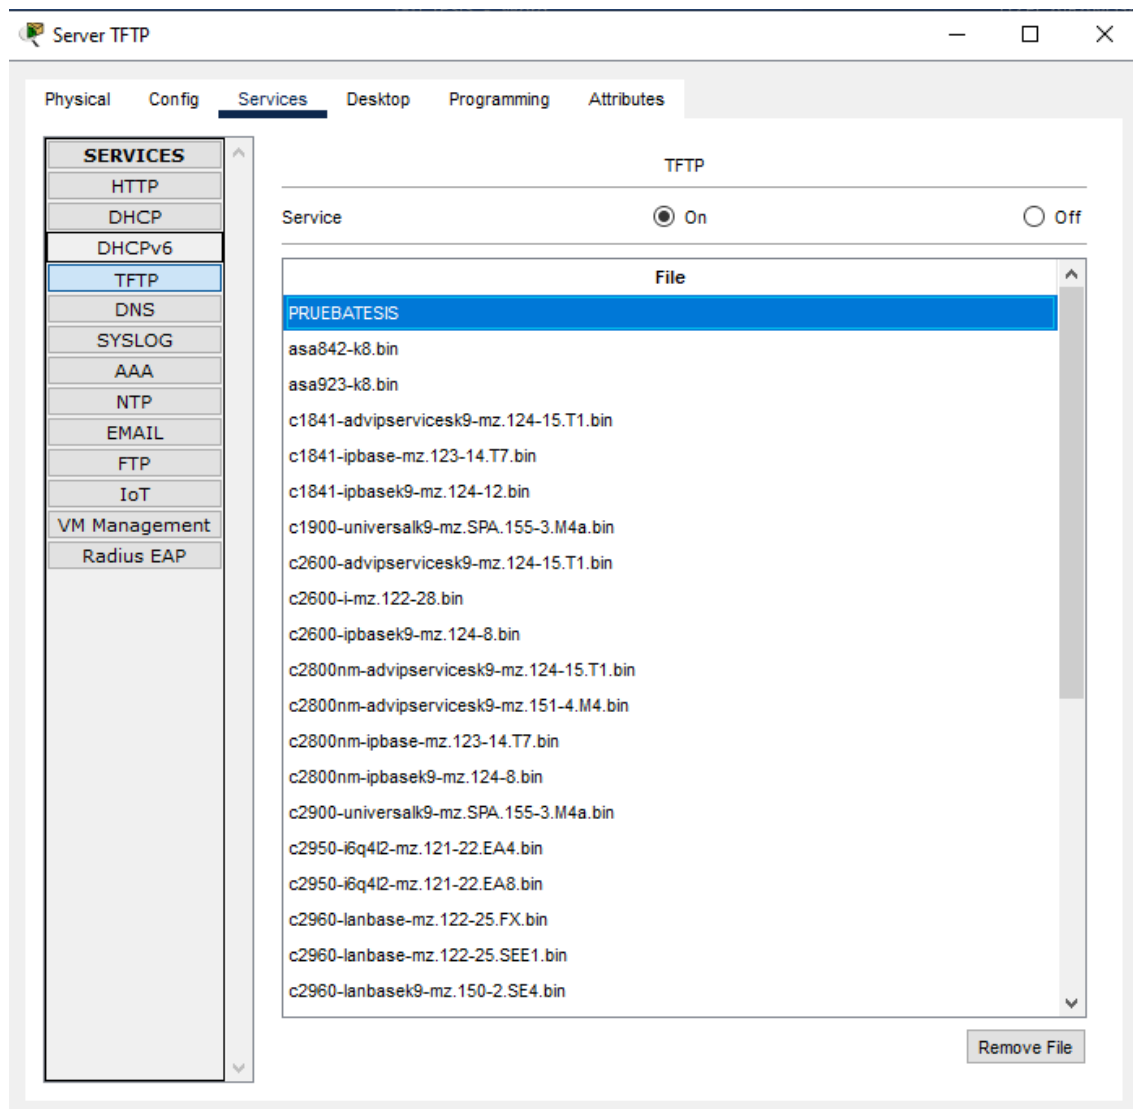 Server TFTP
Physical Config Services Desktop Programming Attributes
SERVICES
HTTP
DHCP
DHCPv6
TFTP
DNS
SYSLOG
AAA
NTP
EMAIL
FTP
IoT
VM Management
Radius EAP
TFTP
Service On Off
File
PRUEBATESIS
asa842-k8.bin
asa923-k8.bin
c1841-advipservicesk9-mz.124-15.T1.bin
c1841-ipbase-mz.123-14.T7.bin
c1841-ipbasek9-mz.124-12.bin
c1900-universalk9-mz.SPA.155-3.M4a.bin
c2600-advipservicesk9-mz.124-15.T1.bin
c2600-i-mz.122-28.bin
c2600-ipbasek9-mz.124-8.bin
c2800nm-advipservicesk9-mz.124-15.T1.bin
c2800nm-advipservicesk9-mz.151-4.M4.bin
c2800nm-ipbase-mz.123-14.T7.bin
c2800nm-ipbasek9-mz.124-8.bin
c2900-universalk9-mz.SPA.155-3.M4a.bin
c2950-i6q4l2-mz.121-22.EA4.bin
c2950-i6q4l2-mz.121-22.EA8.bin
c2960-lanbase-mz.122-25.FX.bin
c2960-lanbase-mz.122-25.SEE1.bin
c2960-lanbasek9-mz.150-2.SE4.bin
Remove File